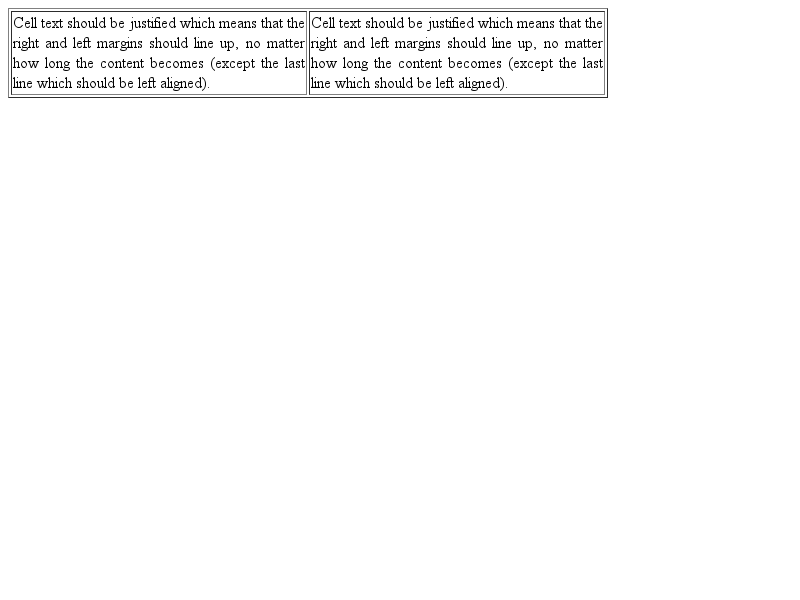 Cell text should be justified which means that the
right and left margins should line up, no matter
how long the content becomes (except the last
line which should be left aligned).
Cell text should be justified which means that the
right and left margins should line up, no matter
how long the content becomes (except the last
line which should be left aligned).